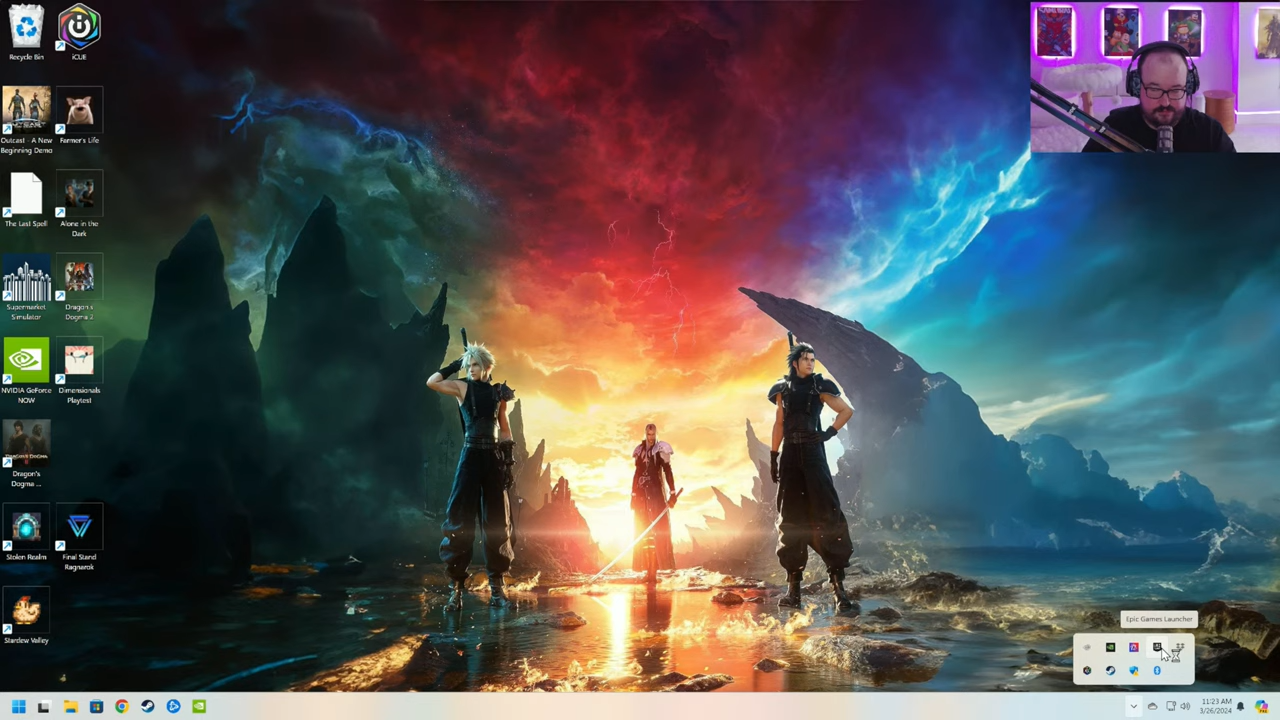 Recycle Bin
iCUE
Outcast - A New
Beginning Demo
Farmer's Life
The Last Spell
Alone in the
Dark
Supermarket
Simulator
Dragon's
Dogma 2
NVIDIA GeForce
NOW
Dimensionals
Playtest
Dragon's
Dogma ...
Stolen Realm
Final Stand
Ragnarok
Stardew Valley
Epic Games Launcher
11:23 AM
3/26/2024